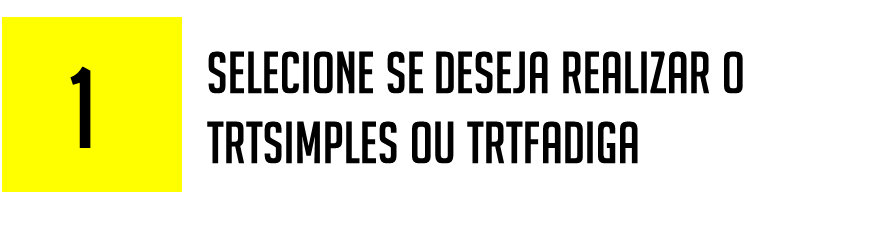 1
SELECIONE SE DESEJA REALIZAR O
TRTSIMPLES OU TRTFADIGA